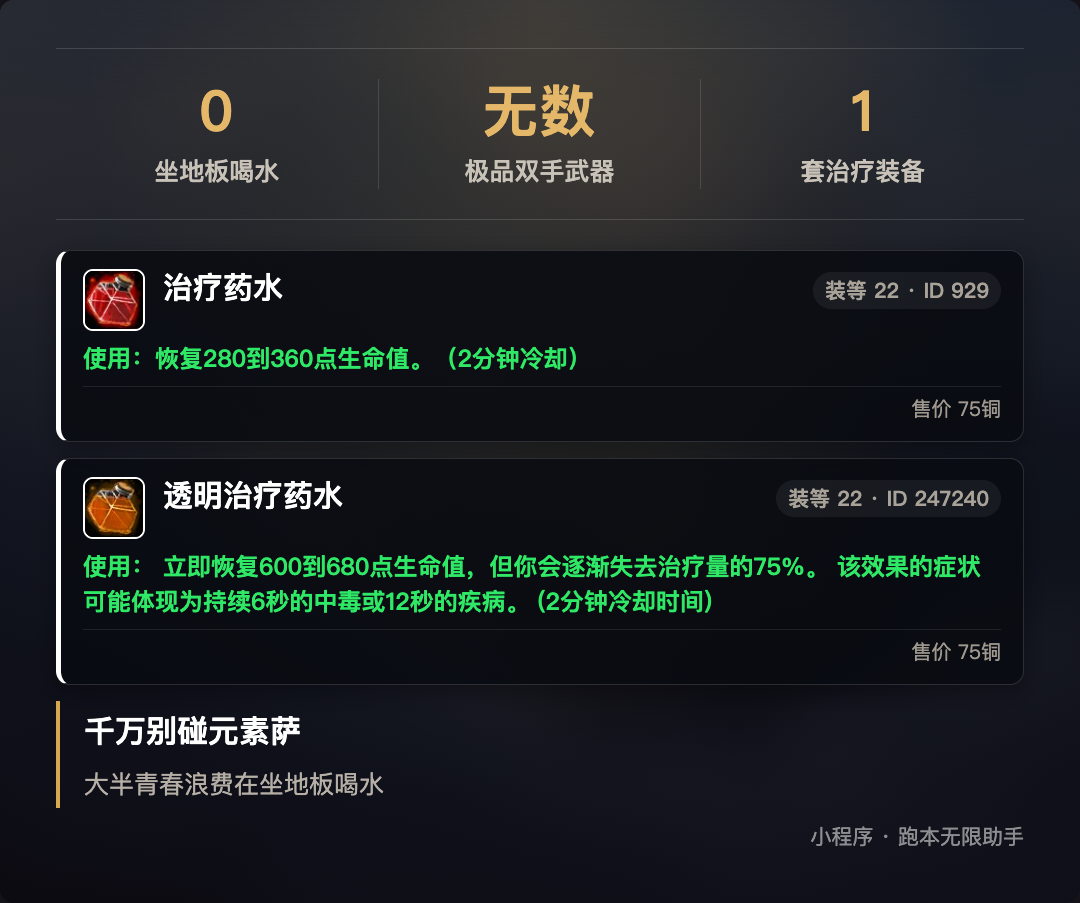 0
无数
1
坐地板喝水
极品双手武器
套治疗装备
治疗药水
装等 22 · ID 929
使用：恢复280到360点生命值。（2分钟冷却）
售价 75铜
透明治疗药水
装等 22 · ID 247240
使用： 立即恢复600到680点生命值，但你会逐渐失去治疗量的75%。 该效果的症状
可能体现为持续6秒的中毒或12秒的疾病。（2分钟冷却时间）
售价 75铜
千万别碰元素萨
大半青春浪费在坐地板喝水
小程序 · 跑本无限助手